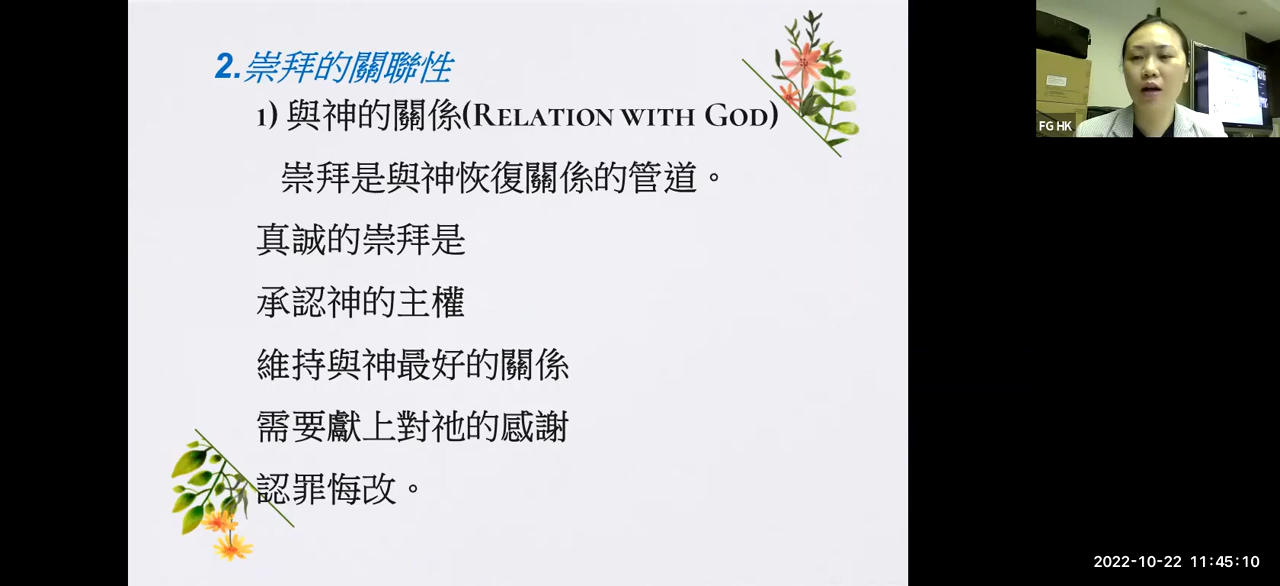 2.崇拜的關聯性
1) 與神的關係(RELATION WITH GOD)
崇拜是與神恢復關係的管道。
真誠的崇拜是
承認神的主權
維持與神最好的關係
需要獻上對祂的感謝
認罪悔改。
FG HK
2022-10-22 11:45:10